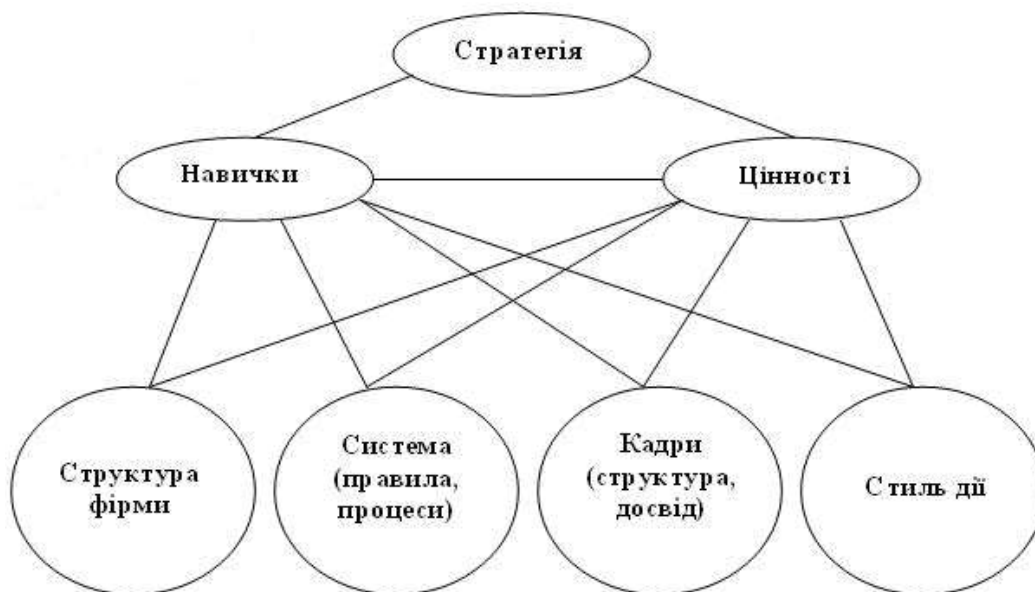 Стратегія
Навички
Цінності
Структура
фірми
Система
(правила,
процеси)
Кадри
(структура,
досвід)
Стиль дії